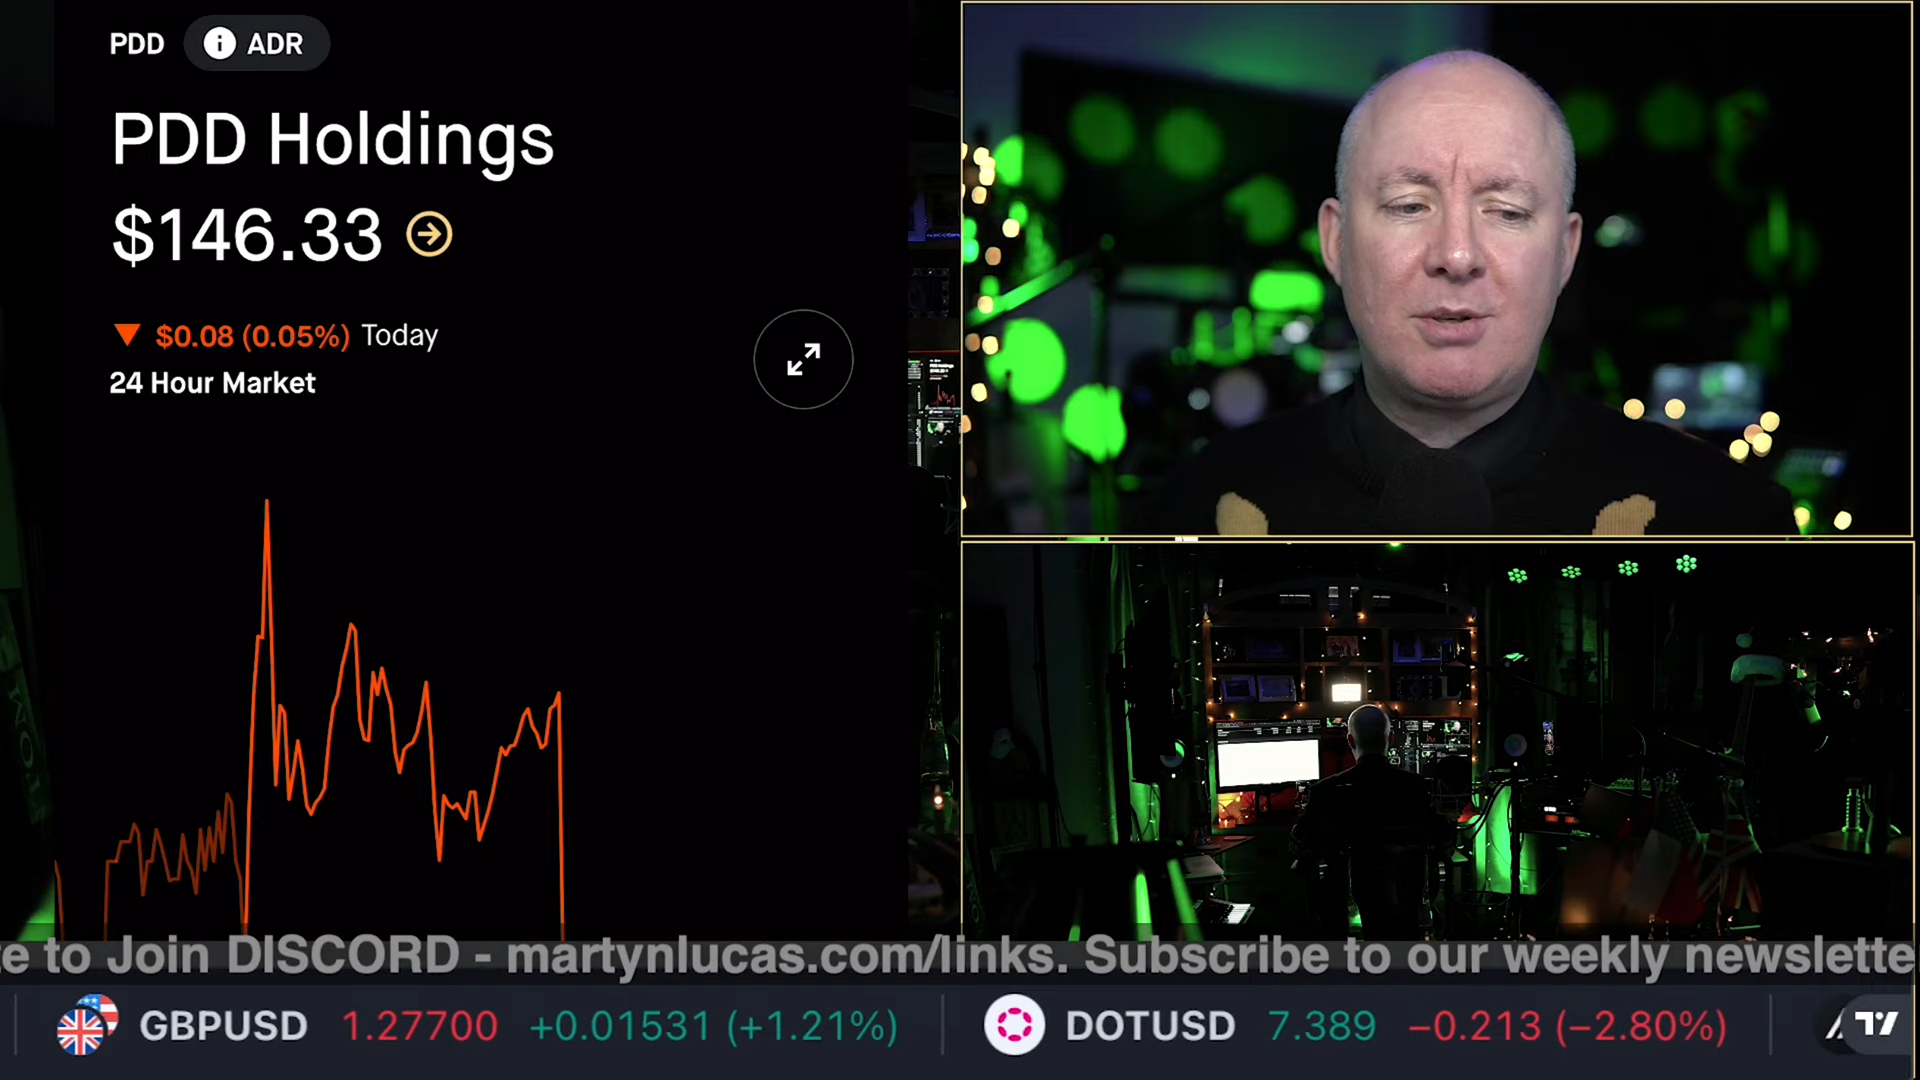 PDD ADR
PDD Holdings
$146.33
$0.08 (0.05%) Today
24 Hour Market
e to Join DISCORD - martynlucas.com/links. Subscribe to our weekly newslette
GBPUSD 1.27700 +0.01531 (+1.21%) DOTUSD 7.389 −0.213 (−2.80%)